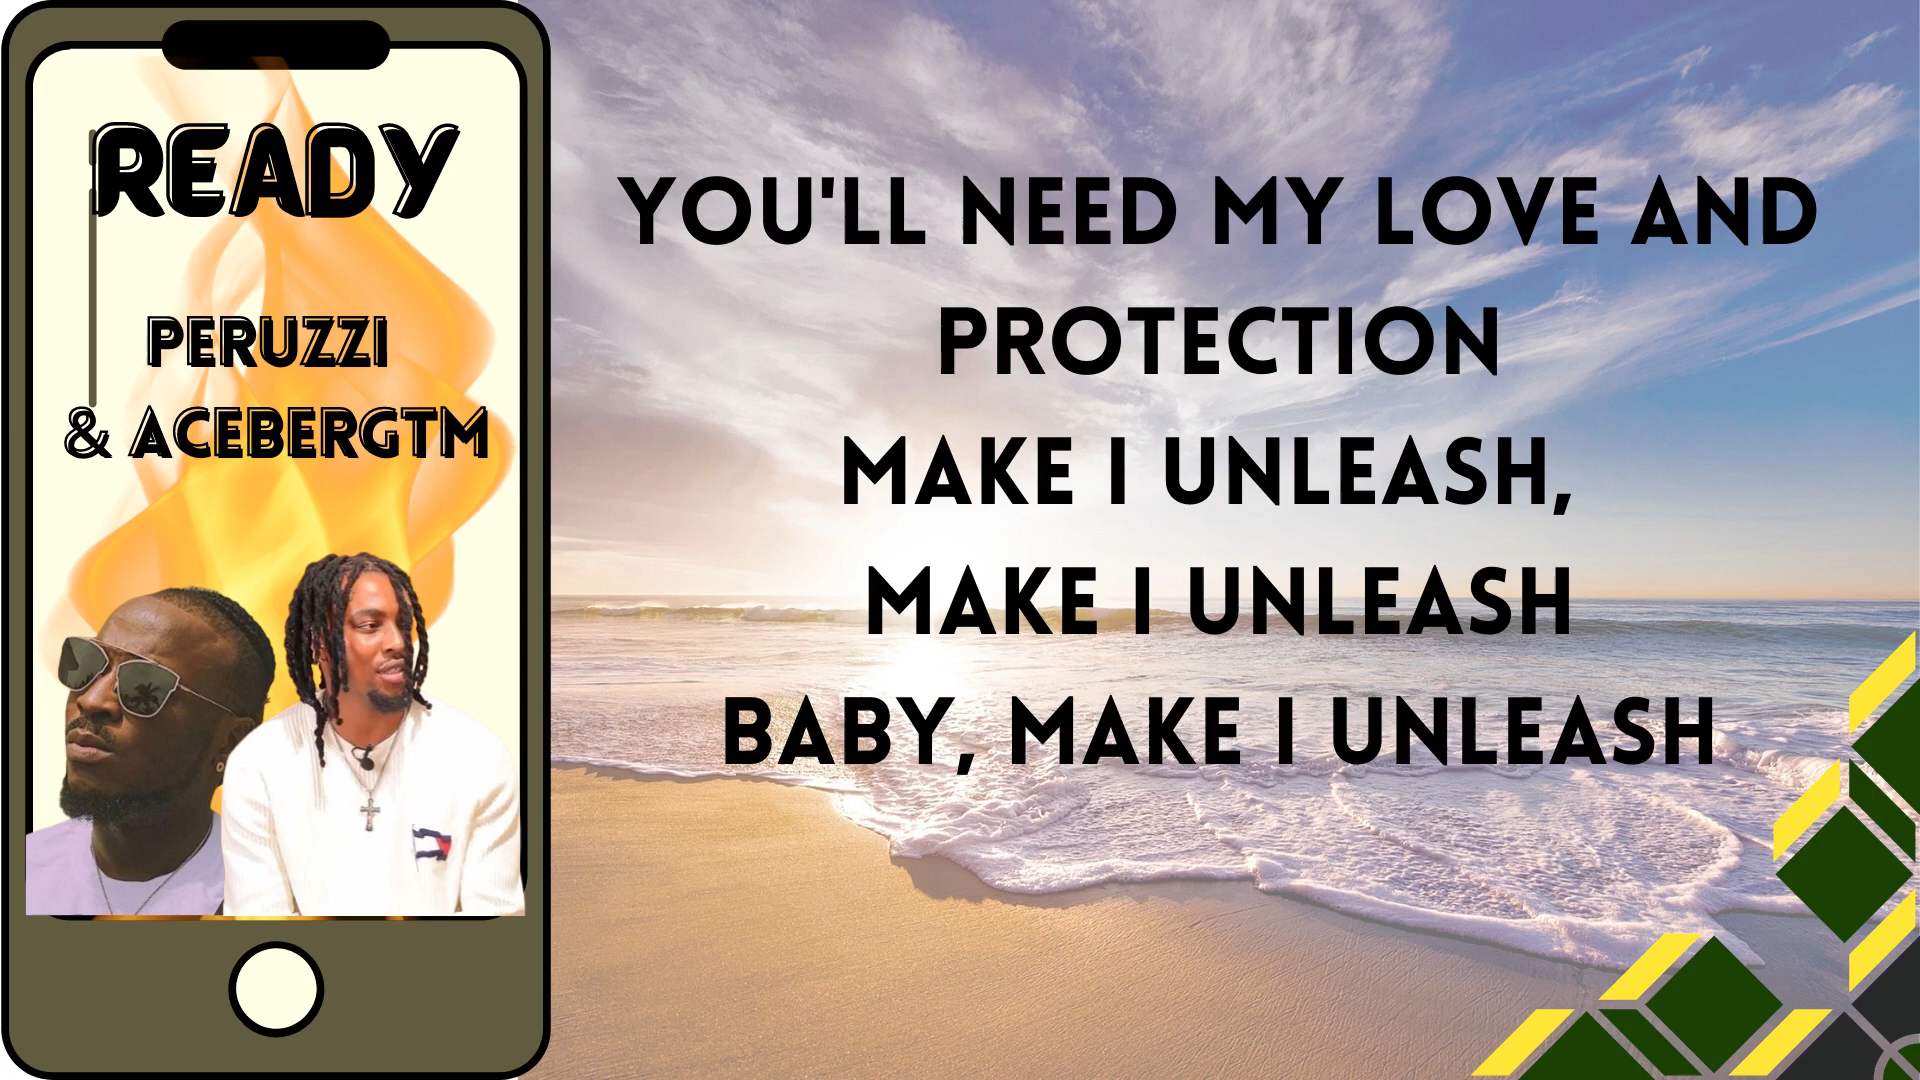 READY
PERUZZI
& ACEBERGTM
YOU'LL NEED MY LOVE AND
PROTECTION
MAKE I UNLEASH,
MAKE I UNLEASH
BABY, MAKE I UNLEASH